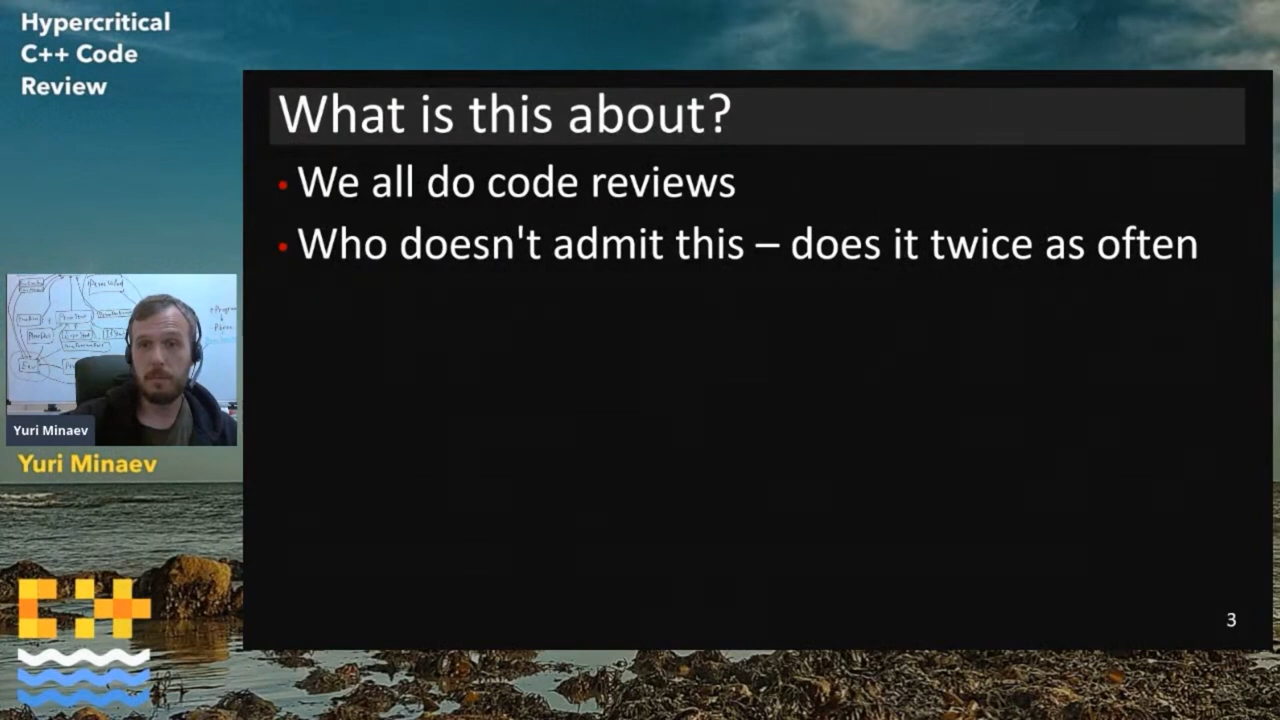 Hypercritical
C++ Code
Review
What is this about?
• We all do code reviews
• Who doesn't admit this – does it twice as often
Yuri Minaev
Yuri Minaev
3